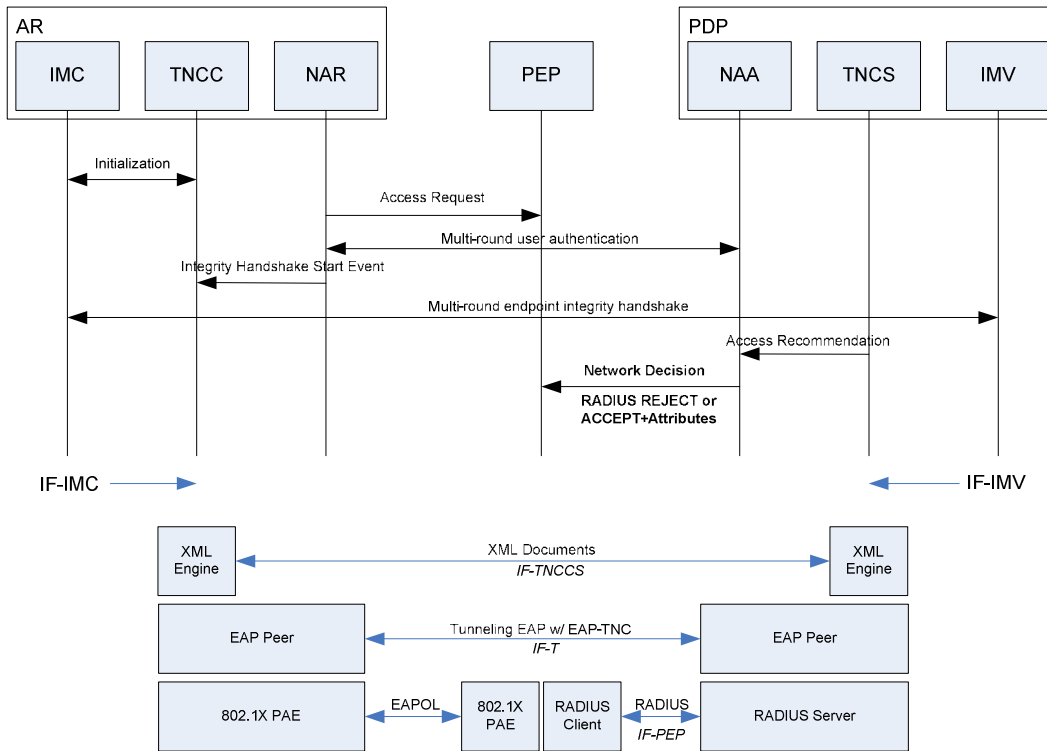 AR
PDP
IMC
TNCC
NAR
PEP
NAA
TNCS
IMV
Initialization
Access Request
Multi-round user authentication
Integrity Handshake Start Event
Multi-round endpoint integrity handshake
Access Recommendation
Network Decision
RADIUS REJECT or
ACCEPT+Attributes
IF-IMC
IF-IMV
XML
Engine
XML Documents
IF-TNCCS
XML
Engine
EAP Peer
Tunneling EAP w/ EAP-TNC
IF-T
EAP Peer
802.1X PAE
EAPOL
802.1X
PAE
RADIUS
Client
RADIUS
IF-PEP
RADIUS Server